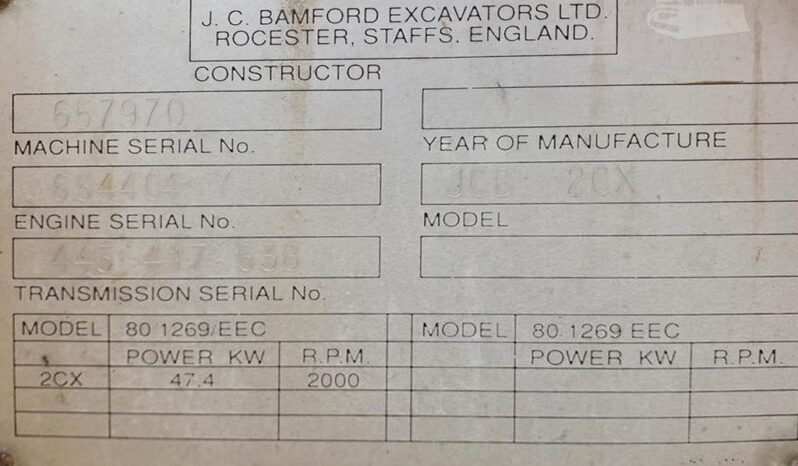 J. C. BAMFORD EXCAVATORS LTD.
ROCESTER, STAFFS. ENGLAND.
CONSTRUCTOR
657970
MACHINE SERIAL No. YEAR OF MANUFACTURE
JCB 2CX
ENGINE SERIAL No. MODEL
TRANSMISSION SERIAL No.
MODEL 80/1269/EEC MODEL 80/1269/EEC
POWER KW R.P.M. POWER KW R.P.M.
2CX 47.4 2000